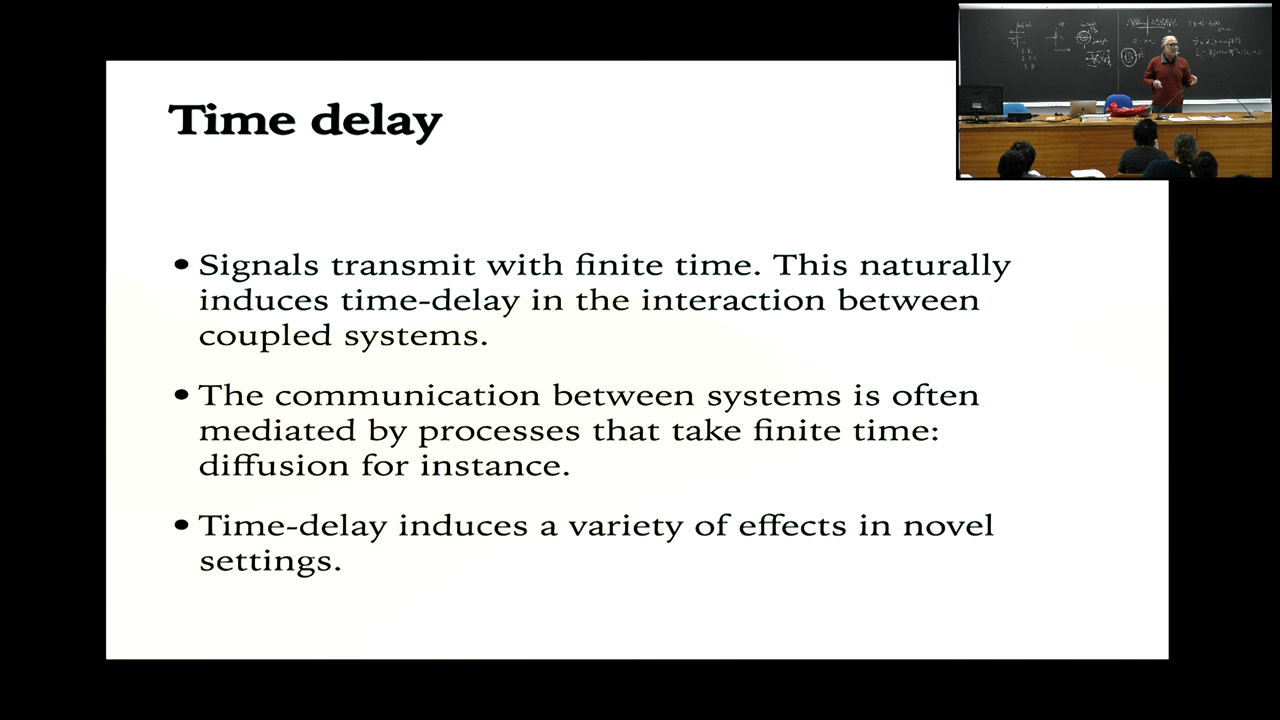 Time delay
• Signals transmit with finite time. This naturally
induces time-delay in the interaction between
coupled systems.
• The communication between systems is often
mediated by processes that take finite time:
diffusion for instance.
• Time-delay induces a variety of effects in novel
settings.